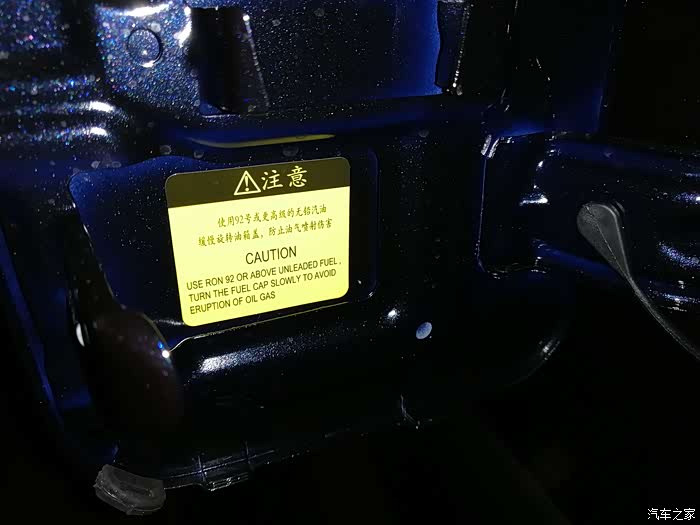 注意
使用92号或更高级的无铅汽油
缓慢旋转油箱盖，防止油气喷射伤害
CAUTION
USE RON 92 OR ABOVE UNLEADED FUEL,
TURN THE FUEL CAP SLOWLY TO AVOID
ERUPTION OF OIL GAS
汽车之家